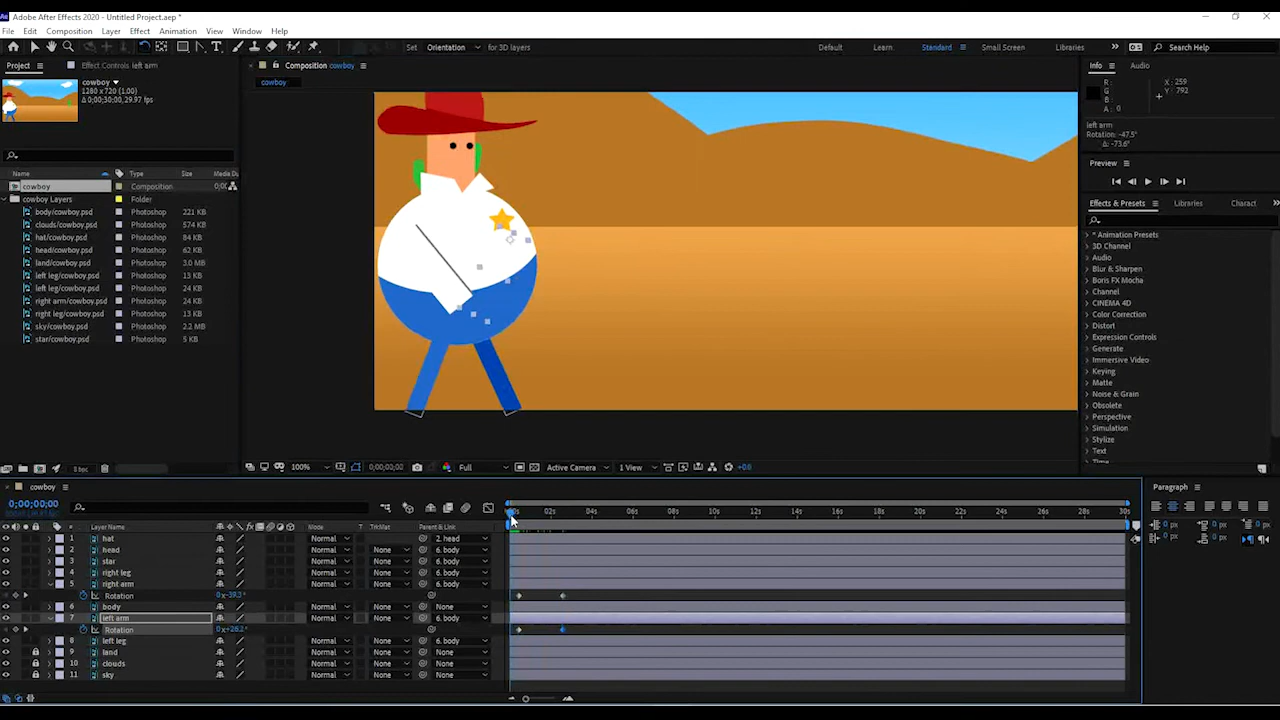 Adobe After Effects 2020 - Untitled Project.aep *
File Edit Composition Layer Effect Animation View Window Help
Set Orientation for 3D layers Default Learn Standard Small Screen Libraries Search Help
Project Effect Controls left arm
Composition cowboy
Info Audio
cowboy
1280 x 720 (1.00)
Δ 0;00;30;00, 29.97 fps
cowboy
R:
G:
B:
A: 0
X: 259
Y: 792
left arm
Rotation: -47.5°
Δ: -73.6°
Preview
Name Type Size Media Du
cowboy Composition
cowboy Layers Folder
body/cowboy.psd Photoshop 221 KB
clouds/cowboy.psd Photoshop 574 KB
hat/cowboy.psd Photoshop 84 KB
head/cowboy.psd Photoshop 62 KB
land/cowboy.psd Photoshop 3.0 MB
left leg/cowboy.psd Photoshop 13 KB
left leg/cowboy.psd Photoshop 24 KB
right arm/cowboy.psd Photoshop 24 KB
right leg/cowboy.psd Photoshop 13 KB
sky/cowboy.psd Photoshop 2.2 MB
star/cowboy.psd Photoshop 5 KB
Effects & Presets Libraries Charact
* Animation Presets
3D Channel
Audio
Blur & Sharpen
Boris FX Mocha
Channel
CINEMA 4D
Color Correction
Distort
Expression Controls
Generate
Immersive Video
Keying
Matte
Noise & Grain
Obsolete
Perspective
Simulation
Stylize
Text
8 bpc
100% 0;00;00;00 Full Active Camera 1 View +0.0
cowboy
Paragraph
0;00;00;00
02s 04s 06s 08s 10s 12s 14s 16s 18s 20s 22s 24s 26s 28s 30s
Layer Name Mode T TrkMat Parent & Link
1 hat Normal 2. head
2 head Normal None 6. body
3 star Normal None 6. body
4 right leg Normal None 6. body
5 right arm Normal None 6. body
Rotation 0x-39.3°
6 body Normal None None
7 left arm Normal None 6. body
Rotation 0x+26.2°
8 left leg Normal None 6. body
9 land Normal None None
10 clouds Normal None None
11 sky Normal None None
0 px 0 px 0 px
0 px 0 px